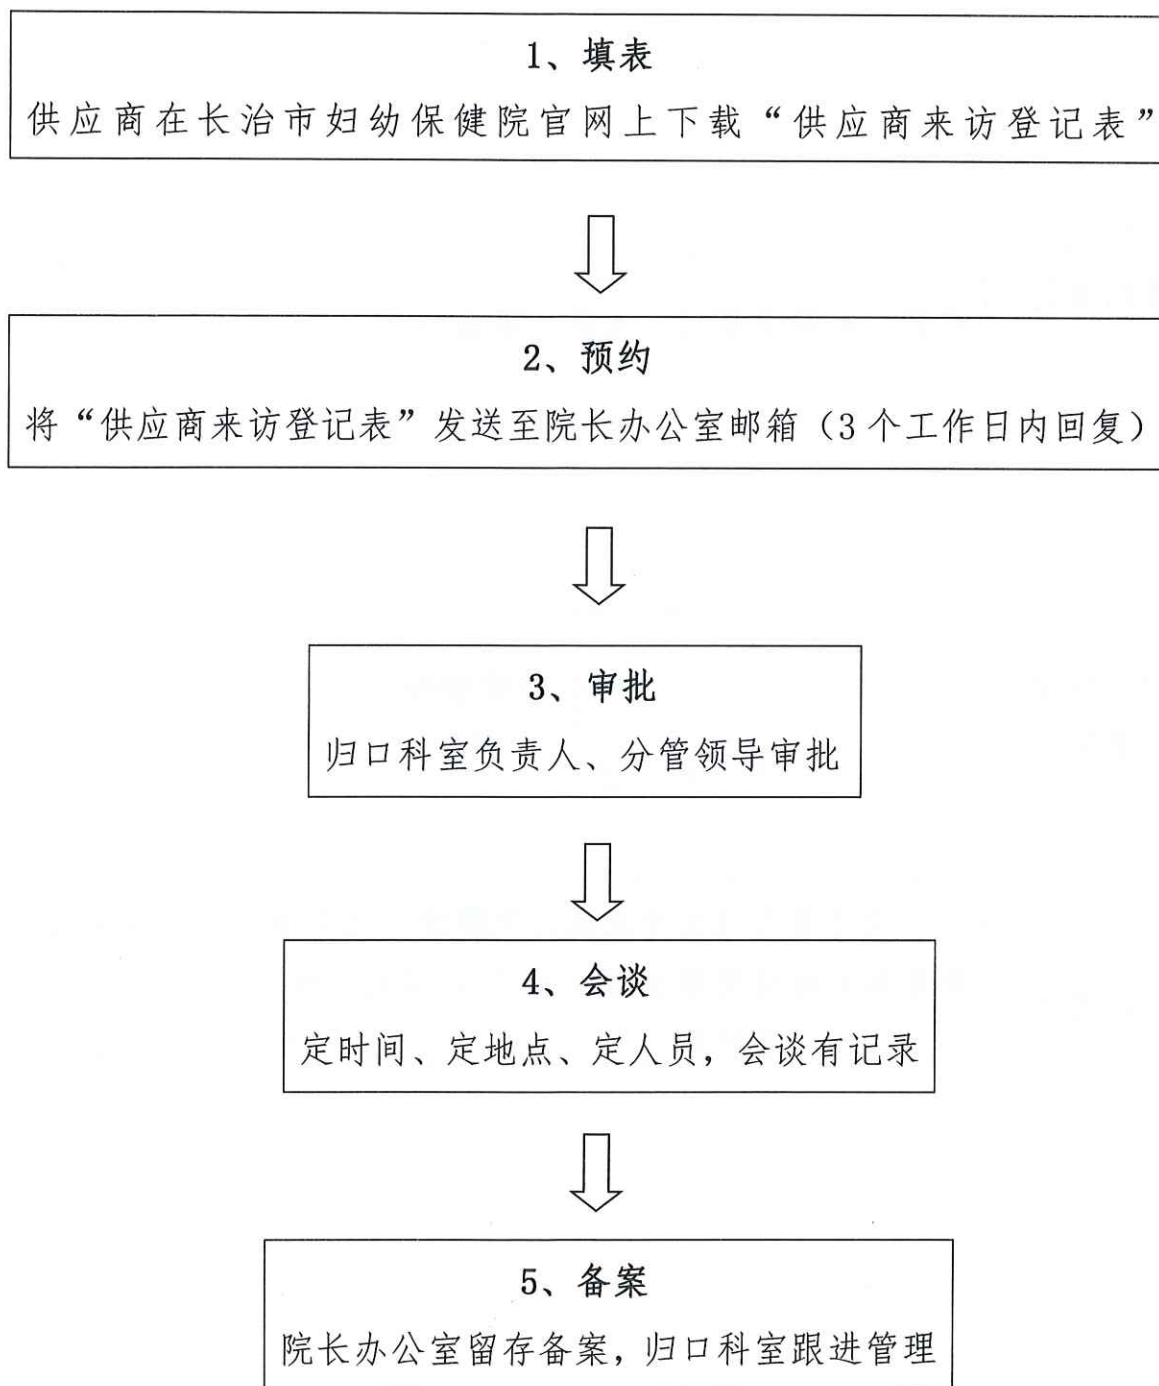 1、填表
供应商在长治市妇幼保健院官网上下载“供应商来访登记表”
2、预约
将“供应商来访登记表”发送至院长办公室邮箱（3个工作日内回复）
3、审批
归口科室负责人、分管领导审批
4、会谈
定时间、定地点、定人员，会谈有记录
5、备案
院长办公室留存备案，归口科室跟进管理